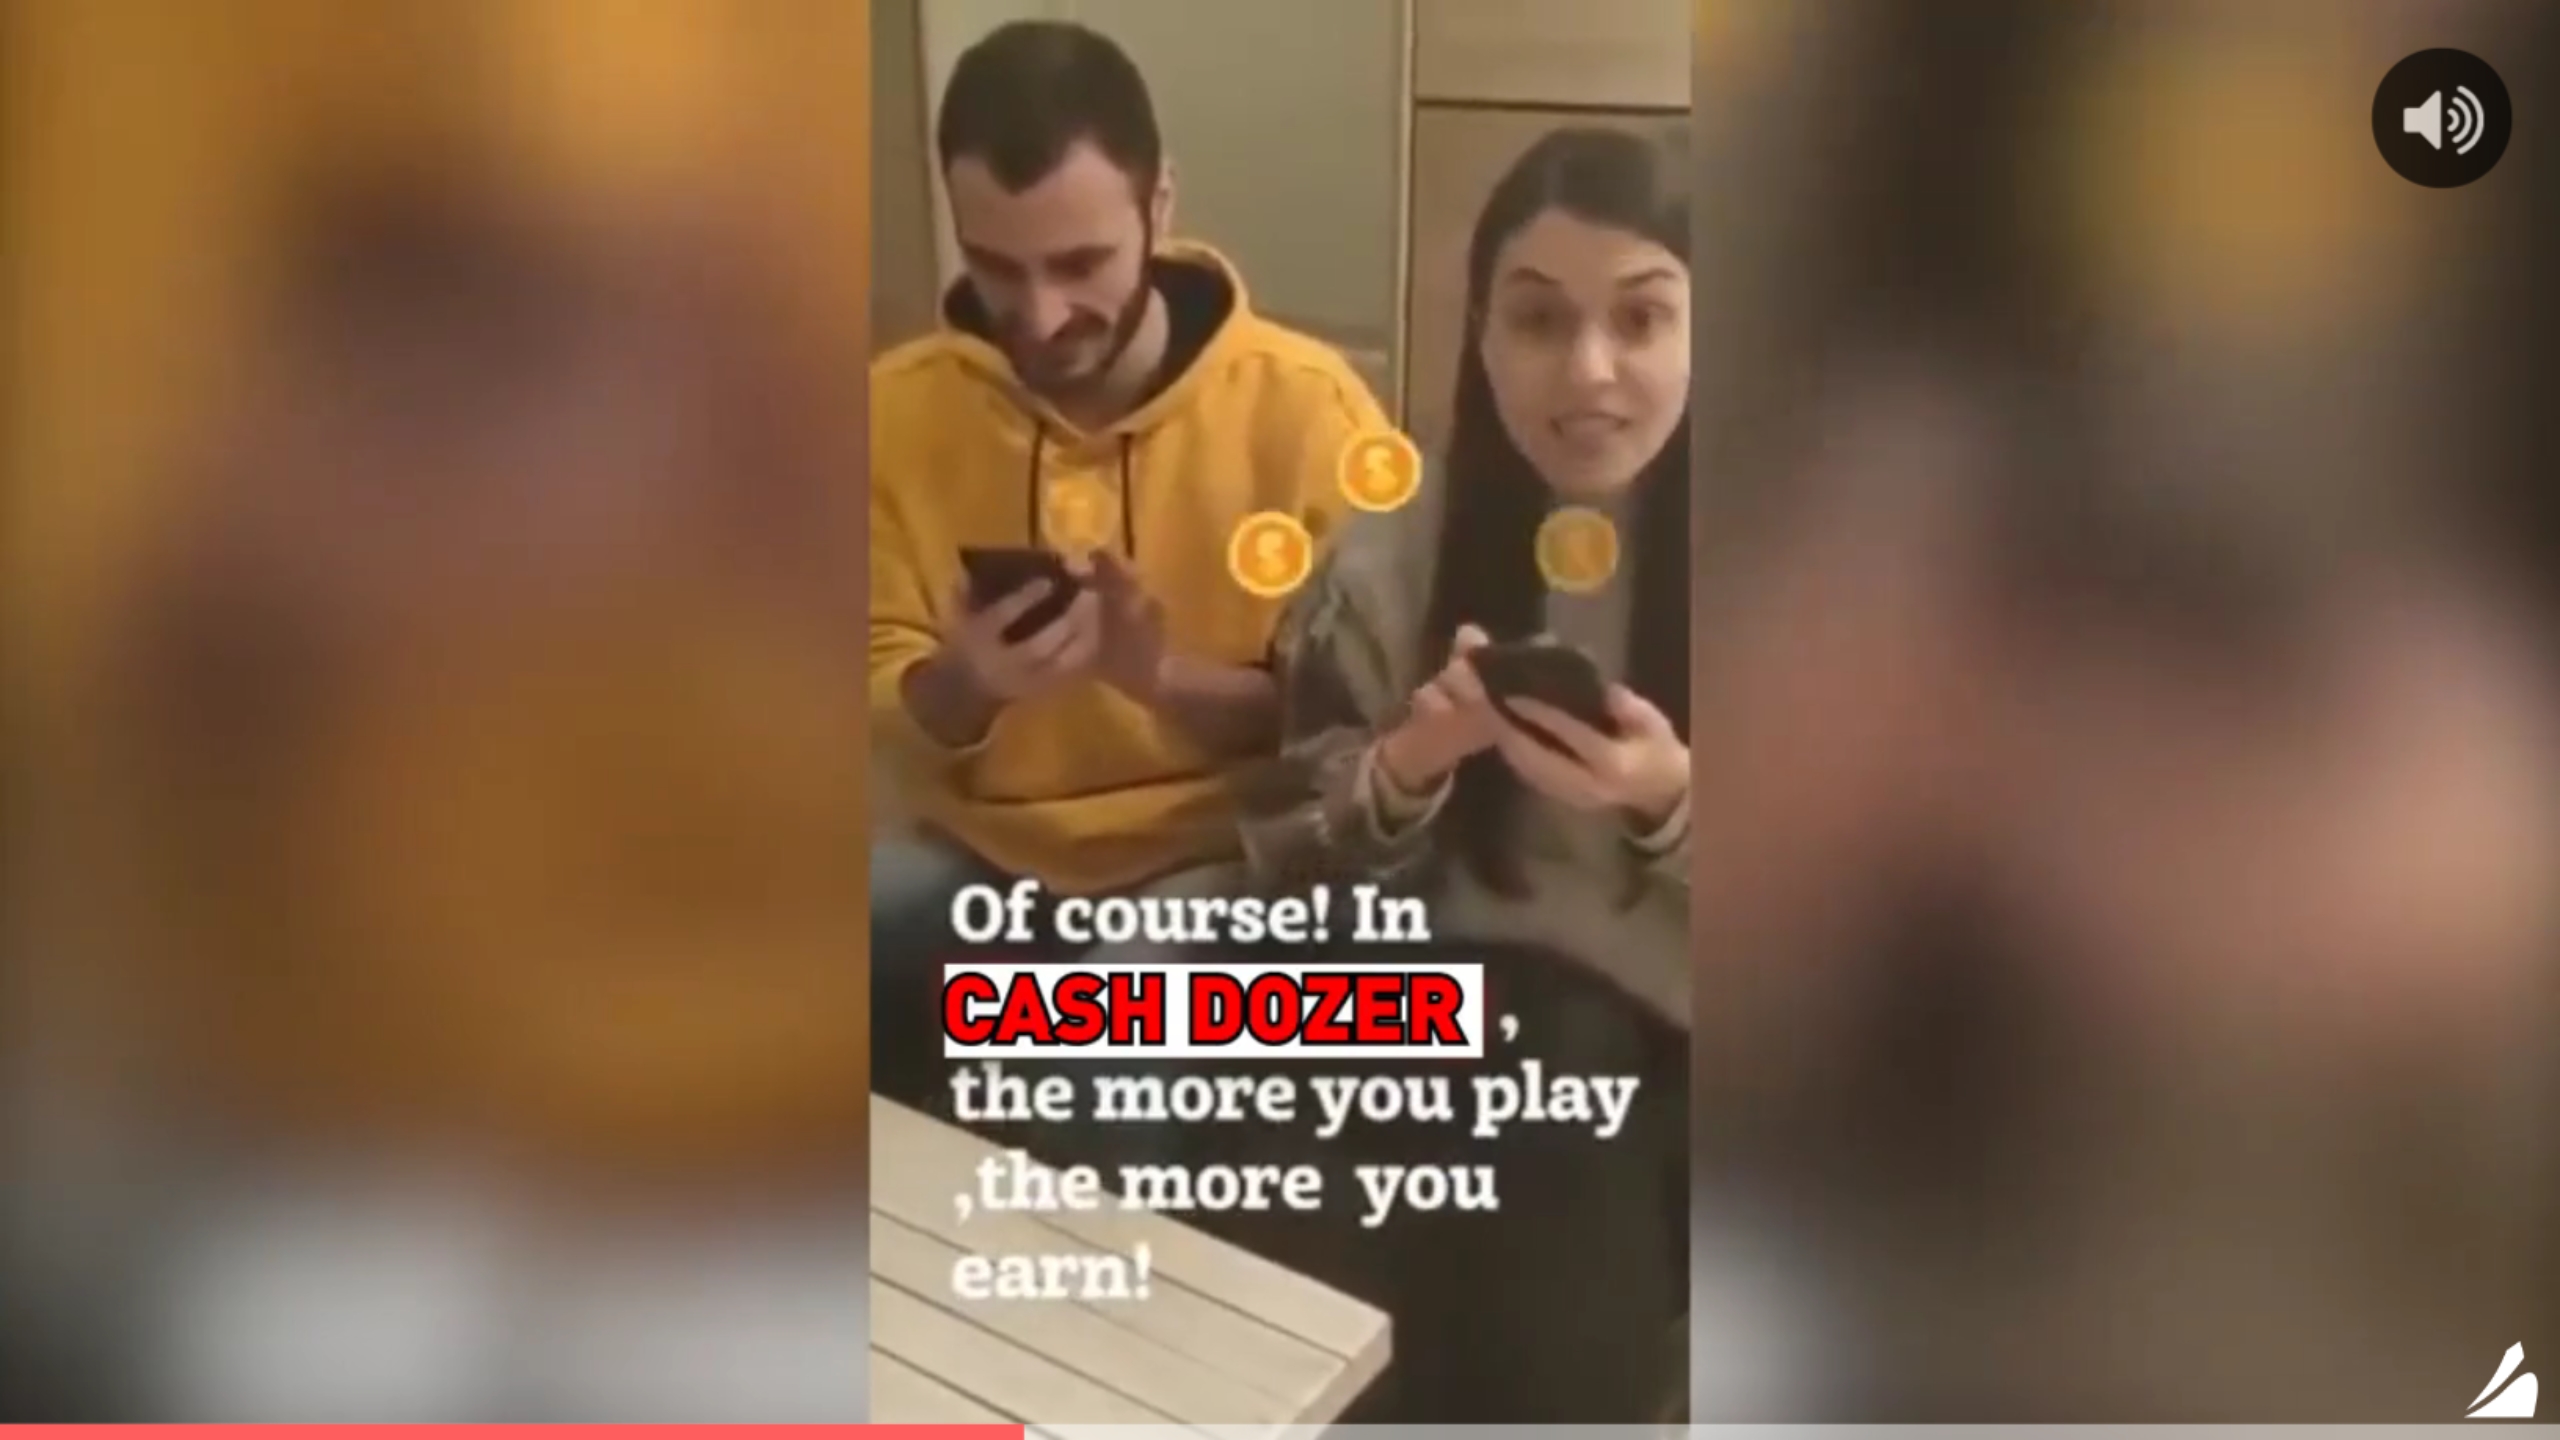 Of course! In
CASH DOZER ,
the more you play
,the more  you
earn!